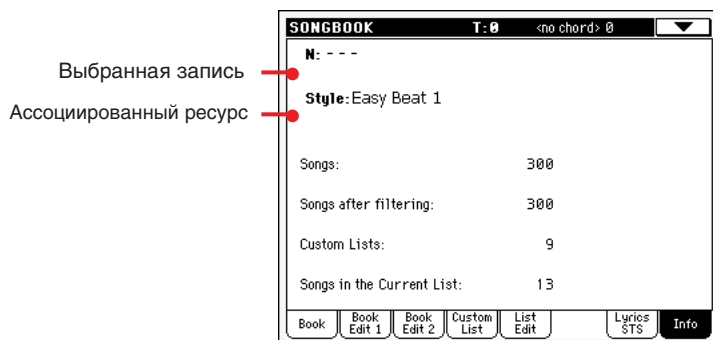 SONGBOOK T:0 <no chord> 0
N: - - -
Выбранная запись
Style: Easy Beat 1
Ассоциированный ресурс
Songs: 300
Songs after filtering: 300
Custom Lists: 9
Songs in the Current List: 13
Book Book Edit 1 Book Edit 2 Custom List List Edit Lyrics STS Info